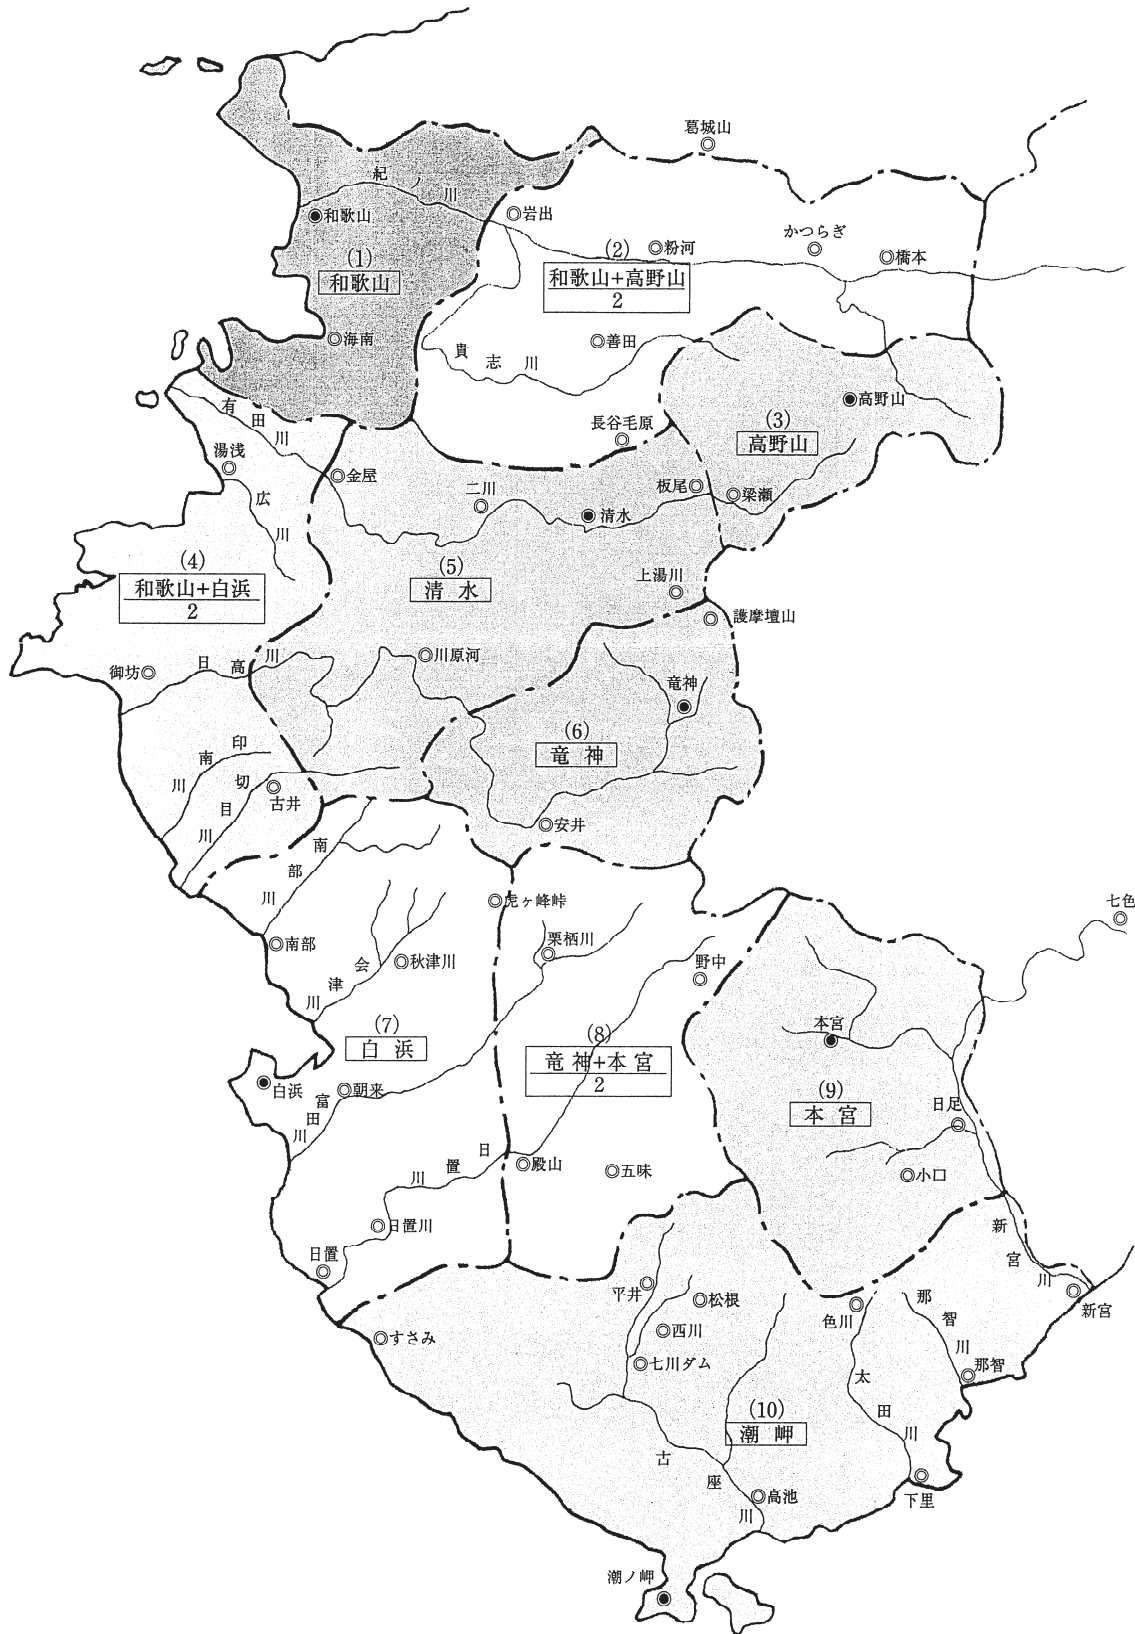 葛城山
紀ノ川
和歌山
岩出
粉河
かつらぎ
橋本
(1)
和歌山
(2)
和歌山+高野山
2
海南
善田
貴志川
高野山
(3)
高野山
長谷毛原
有田川
湯浅
金屋
二川
板尾
梁瀬
清水
広川
(4)
和歌山+白浜
2
(5)
清水
上湯川
護摩壇山
御坊
日高川
川原河
竜神
(6)
竜神
印南川
切目川
古井
安井
南部川
虎ヶ峰峠
七色
南部
秋津川
栗栖川
野中
会津川
(7)
白浜
(8)
竜神+本宮
2
本宮
白浜
朝来
富田川
(9)
本宮
日足
日置川
殿山
五味
小口
日置川
日置
新宮川
平井
松根
色川
那智川
新宮
すさみ
西川
七川ダム
那智
太田川
(10)
潮岬
古座川
高池
下里
潮ノ岬